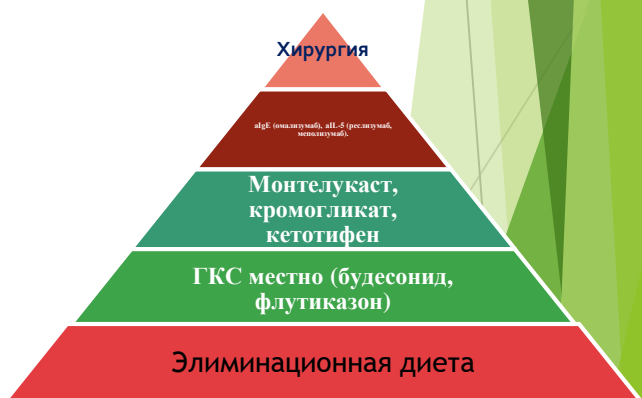 Хирургия
aIgE (омализумаб), aIL-5 (реслизумаб,
меполизумаб).
Монтелукаст,
кромогликат,
кетотифен
ГКС местно (будесонид,
флутиказон)
Элиминационная диета